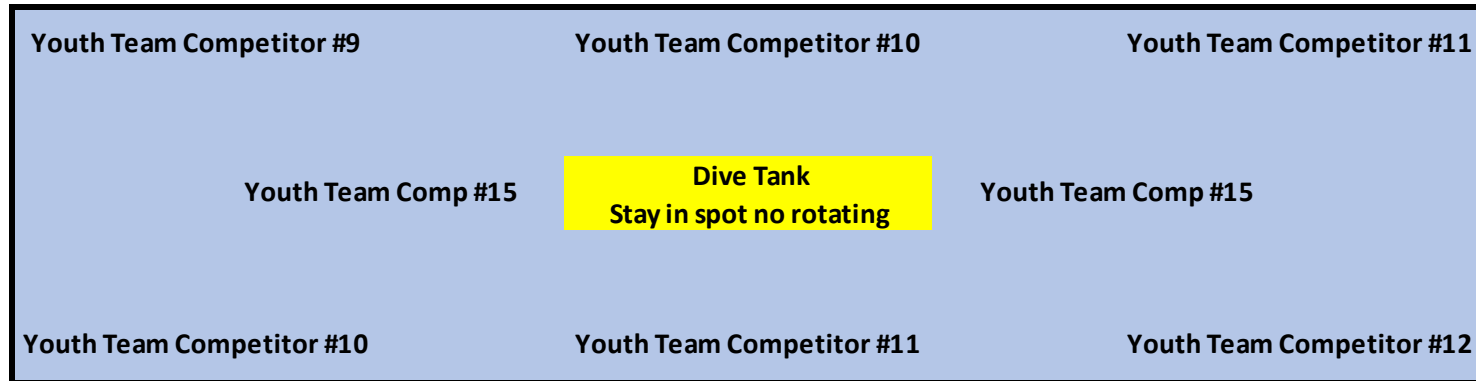 Youth Team Competitor #9
Youth Team Competitor #10
Youth Team Competitor #11
Youth Team Comp #15
Dive Tank
Stay in spot no rotating
Youth Team Comp #15
Youth Team Competitor #10
Youth Team Competitor #11
Youth Team Competitor #12